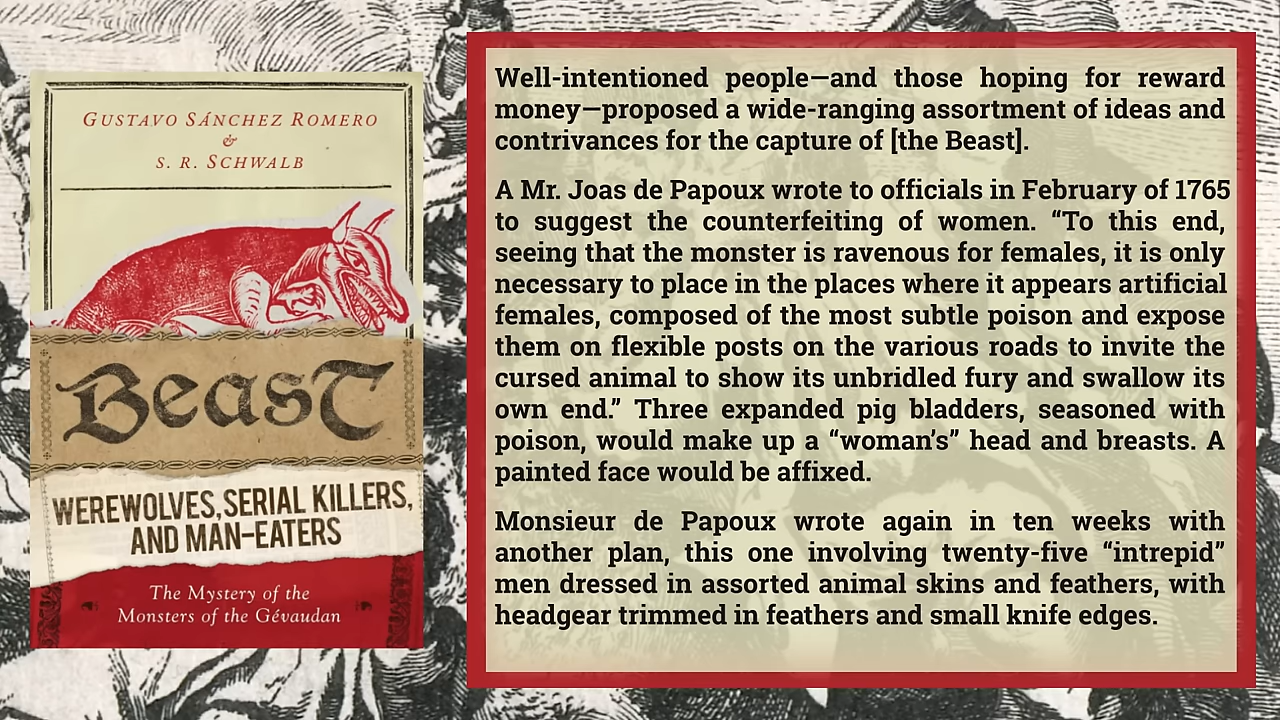 GUSTAVO SÁNCHEZ ROMERO
&
S. R. SCHWALB
BEAST
WEREWOLVES, SERIAL KILLERS,
AND MAN-EATERS
The Mystery of the
Monsters of the Gévaudan
Well-intentioned people—and those hoping for reward
money—proposed a wide-ranging assortment of ideas and
contrivances for the capture of [the Beast].
A Mr. Joas de Papoux wrote to officials in February of 1765
to suggest the counterfeiting of women. “To this end,
seeing that the monster is ravenous for females, it is only
necessary to place in the places where it appears artificial
females, composed of the most subtle poison and expose
them on flexible posts on the various roads to invite the
cursed animal to show its unbridled fury and swallow its
own end.” Three expanded pig bladders, seasoned with
poison, would make up a “woman’s” head and breasts. A
painted face would be affixed.
Monsieur de Papoux wrote again in ten weeks with
another plan, this one involving twenty-five “intrepid”
men dressed in assorted animal skins and feathers, with
headgear trimmed in feathers and small knife edges.